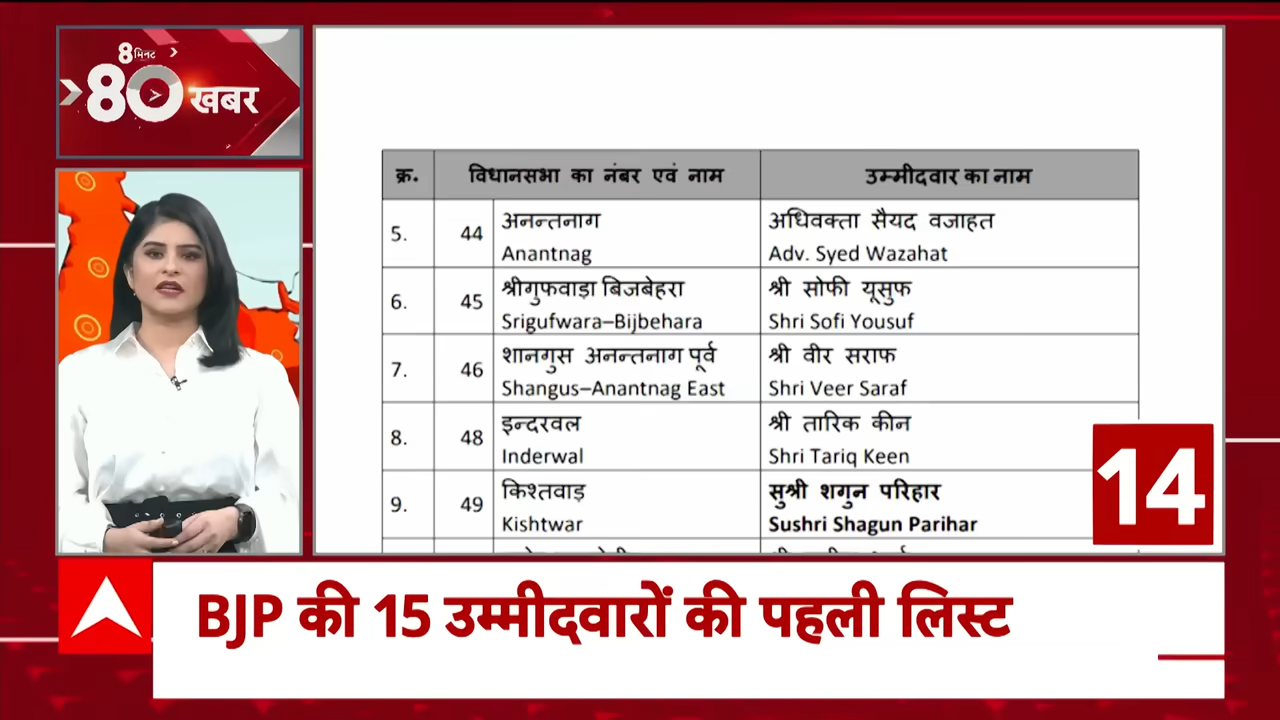 8 मिनट
80 खबर
क्र. विधानसभा का नंबर एवं नाम उम्मीदवार का नाम
5. 44 अनन्तनाग अधिवक्ता सैयद वजाहत
Anantnag Adv. Syed Wazahat
6. 45 श्रीगुफवाड़ा बिजबेहरा श्री सोफी यूसुफ
Srigufwara–Bijbehara Shri Sofi Yousuf
7. 46 शानगुस अनन्तनाग पूर्व श्री वीर सराफ
Shangus–Anantnag East Shri Veer Saraf
8. 48 इन्दरवल श्री तारिक कीन
Inderwal Shri Tariq Keen
9. 49 किश्तवाड़ सुश्री शगुन परिहार
Kishtwar Sushri Shagun Parihar
14
BJP की 15 उम्मीदवारों की पहली लिस्ट